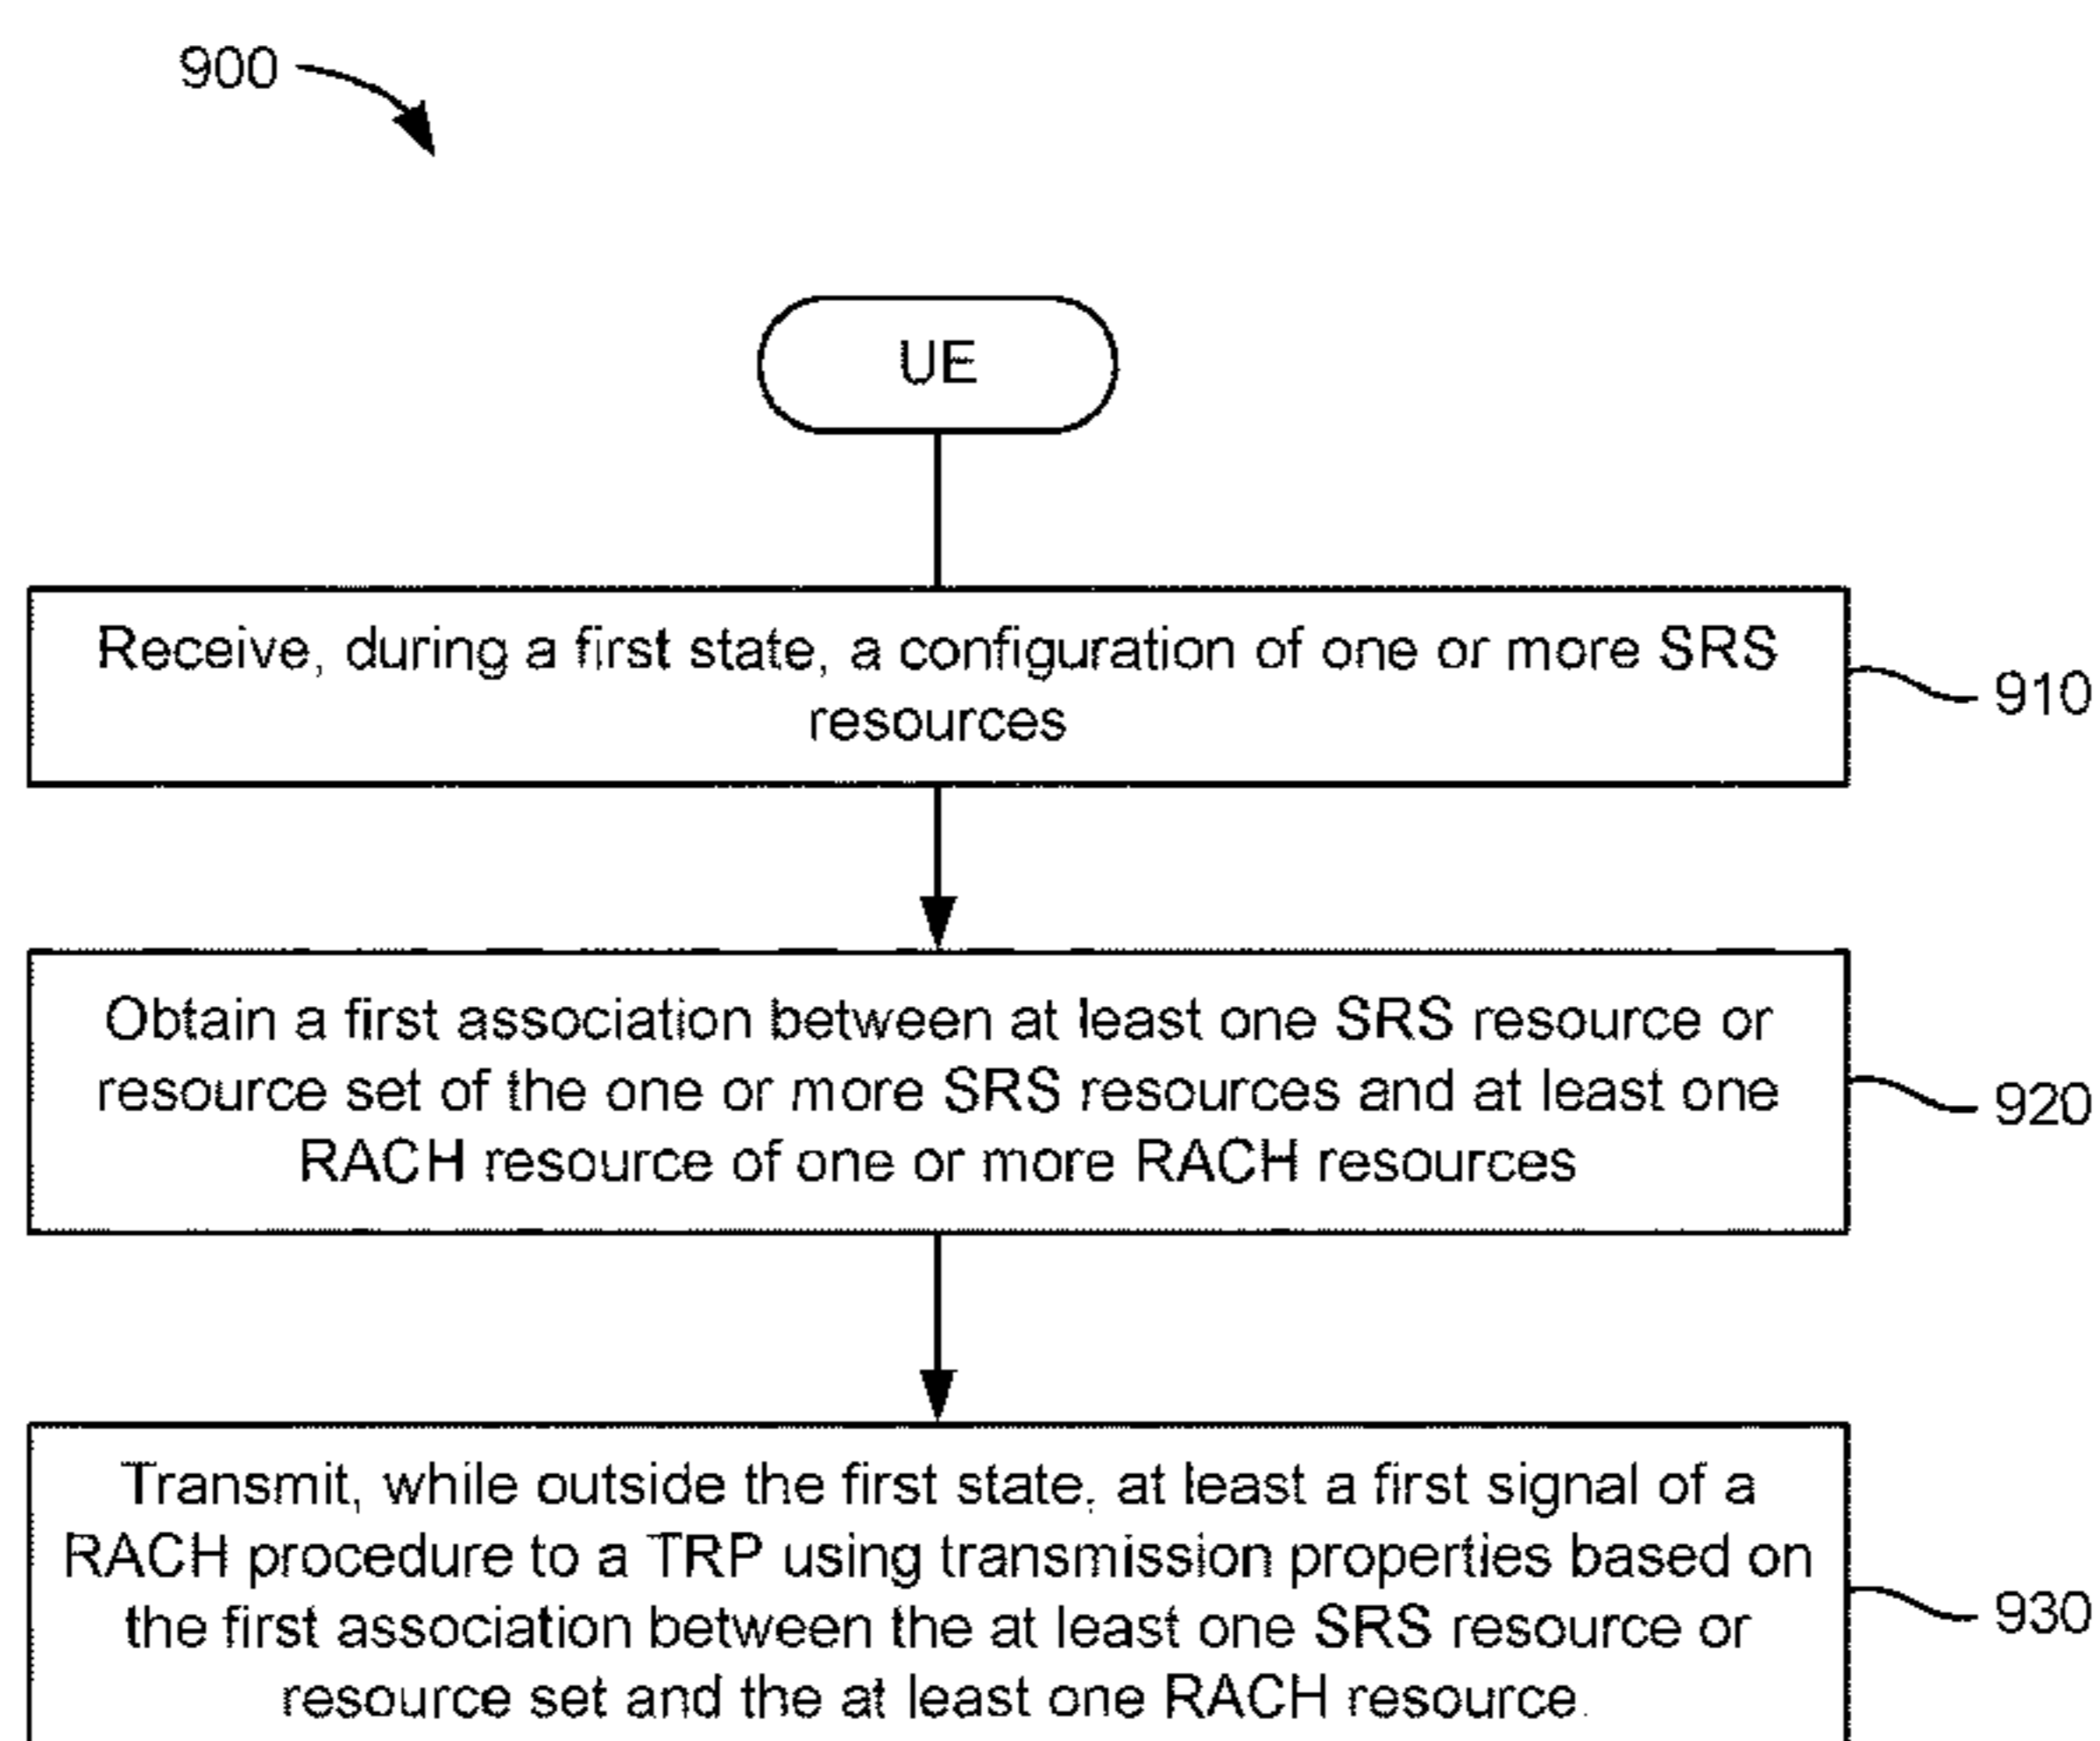 900
UE
Receive, during a first state, a configuration of one or more SRS
resources
910
Obtain a first association between at least one SRS resource or
resource set of the one or more SRS resources and at least one
RACH resource of one or more RACH resources
920
Transmit, while outside the first state, at least a first signal of a
RACH procedure to a TRP using transmission properties based on
the first association between the at least one SRS resource or
resource set and the at least one RACH resource.
930